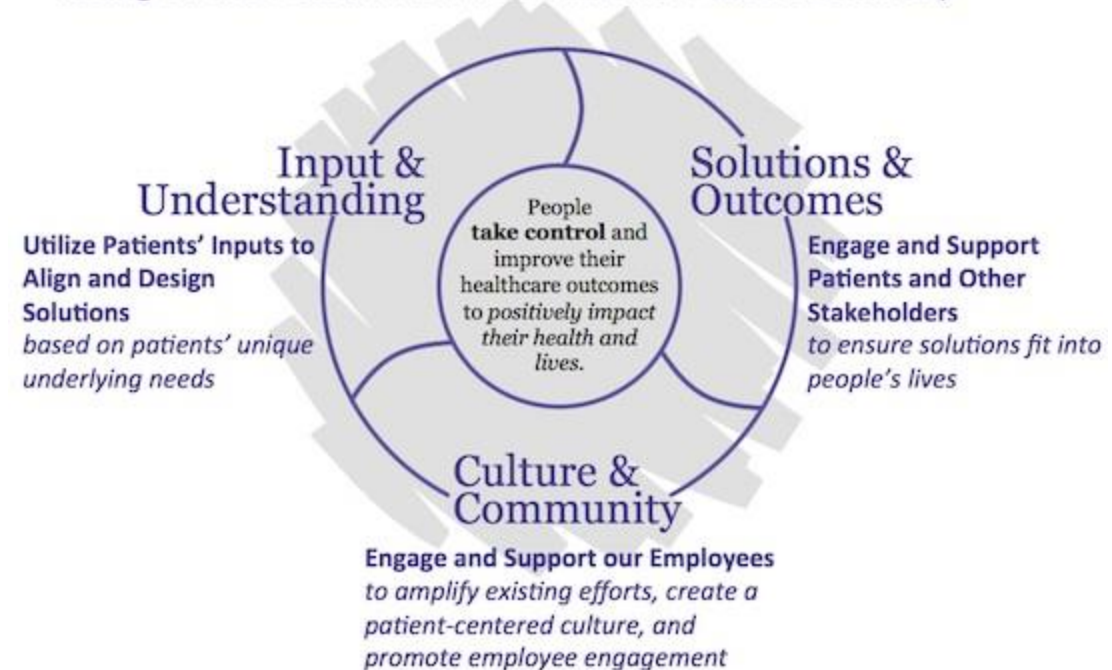 Input &
Understanding
Utilize Patients’ Inputs to
Align and Design
Solutions
based on patients’ unique
underlying needs
People
take control and
improve their
healthcare outcomes
to positively impact
their health and
lives.
Solutions &
Outcomes
Engage and Support
Patients and Other
Stakeholders
to ensure solutions fit into
people’s lives
Culture &
Community
Engage and Support our Employees
to amplify existing efforts, create a
patient-centered culture, and
promote employee engagement